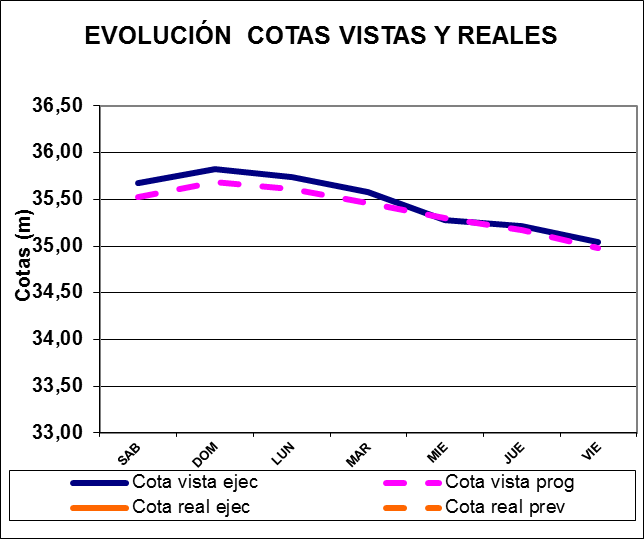 EVOLUCIÓN  COTAS VISTAS Y REALES
Cotas (m)
36,50
36,00
35,50
35,00
34,50
34,00
33,50
33,00
SAB DOM LUN MAR MIE JUE VIE
Cota vista ejec Cota vista prog
Cota real ejec Cota real prev